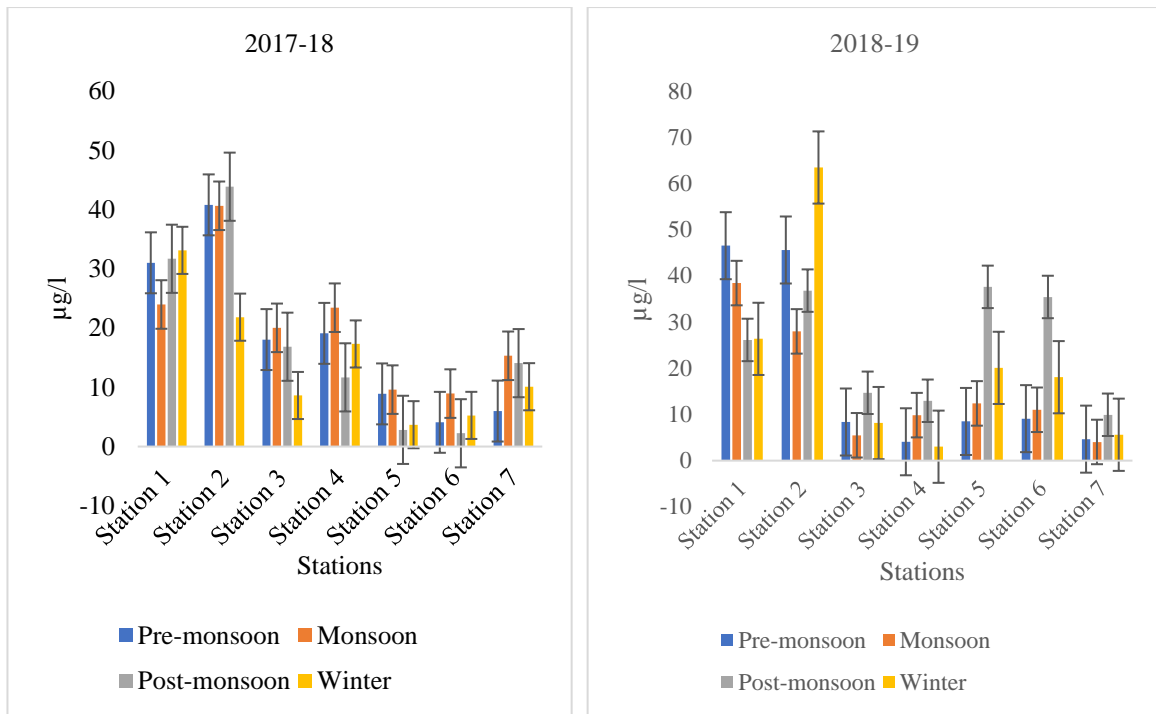 2017-18
60
50
40
30
20
10
0
-10
µg/l
Station 1
Station 2
Station 3
Station 4
Station 5
Station 6
Station 7
Stations
Pre-monsoon
Monsoon
Post-monsoon
Winter
2018-19
80
70
60
50
40
30
20
10
0
-10
µg/l
Station 1
Station 2
Station 3
Station 4
Station 5
Station 6
Station 7
Stations
Pre-monsoon
Monsoon
Post-monsoon
Winter